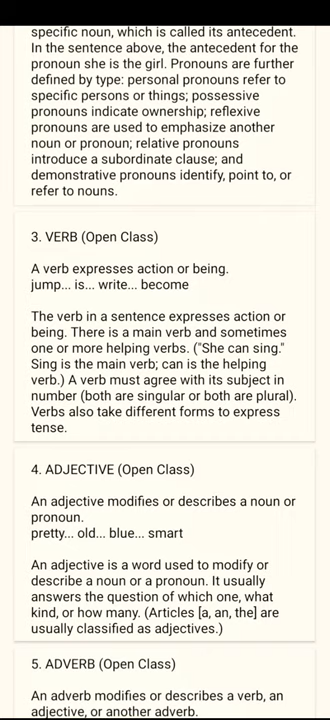 specific noun, which is called its antecedent.
In the sentence above, the antecedent for the
pronoun she is the girl. Pronouns are further
defined by type: personal pronouns refer to
specific persons or things; possessive
pronouns indicate ownership; reflexive
pronouns are used to emphasize another
noun or pronoun; relative pronouns
introduce a subordinate clause; and
demonstrative pronouns identify, point to, or
refer to nouns.
3. VERB (Open Class)
A verb expresses action or being.
jump... is... write... become
The verb in a sentence expresses action or
being. There is a main verb and sometimes
one or more helping verbs. ("She can sing."
Sing is the main verb; can is the helping
verb.) A verb must agree with its subject in
number (both are singular or both are plural).
Verbs also take different forms to express
tense.
4. ADJECTIVE (Open Class)
An adjective modifies or describes a noun or
pronoun.
pretty... old... blue... smart
An adjective is a word used to modify or
describe a noun or a pronoun. It usually
answers the question of which one, what
kind, or how many. (Articles [a, an, the] are
usually classified as adjectives.)
5. ADVERB (Open Class)
An adverb modifies or describes a verb, an
adjective, or another adverb.